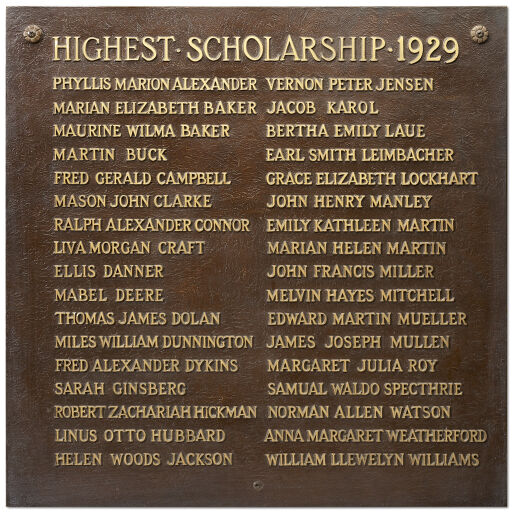 HIGHEST·SCHOLARSHIP·1929
PHYLLIS MARION ALEXANDER
MARIAN ELIZABETH BAKER
MAURINE WILMA BAKER
MARTIN BUCK
FRED GERALD CAMPBELL
MASON JOHN CLARKE
RALPH ALEXANDER CONNOR
LIVA MORGAN CRAFT
ELLIS DANNER
MABEL DEERE
THOMAS JAMES DOLAN
MILES WILLIAM DUNNINGTON
FRED ALEXANDER DYKINS
SARAH GINSBERG
ROBERT ZACHARIAH HICKMAN
LINUS OTTO HUBBARD
HELEN WOODS JACKSON
VERNON PETER JENSEN
JACOB KAROL
BERTHA EMILY LAUE
EARL SMITH LEIMBACHER
GRACE ELIZABETH LOCKHART
JOHN HENRY MANLEY
EMILY KATHLEEN MARTIN
MARIAN HELEN MARTIN
JOHN FRANCIS MILLER
MELVIN HAYES MITCHELL
EDWARD MARTIN MUELLER
JAMES JOSEPH MULLEN
MARGARET JULIA ROY
SAMUAL WALDO SPECTHRIE
NORMAN ALLEN WATSON
ANNA MARGARET WEATHERFORD
WILLIAM LLEWELYN WILLIAMS